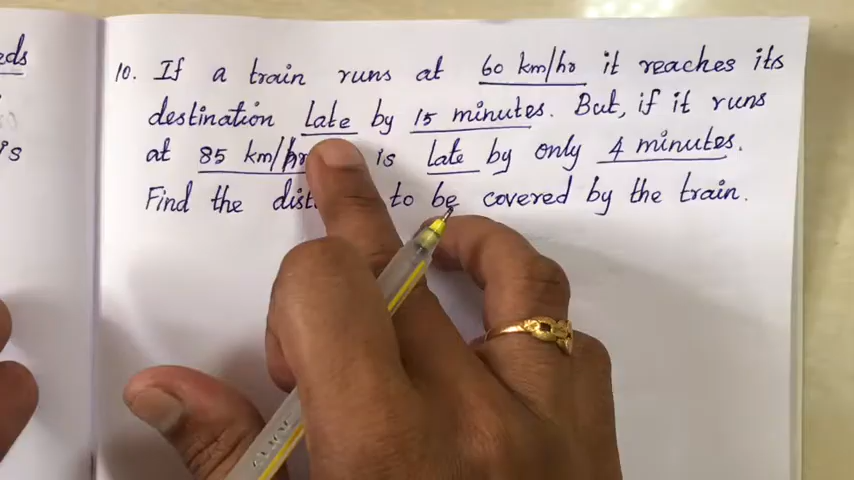 eds
is
10. If a train runs at 60 km/hr it reaches its
destination late by 15 minutes. But, if it runs
at 85 km/hr is late by only 4 minutes.
Find the to be covered by the train.